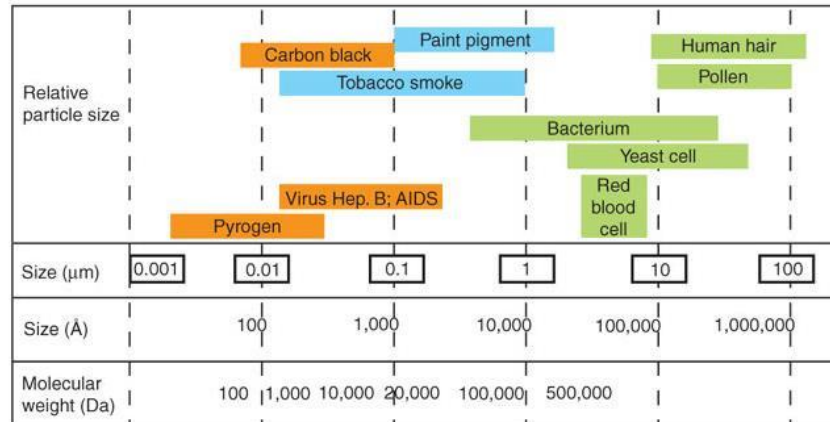 Relative
particle size
Paint pigment
Human hair
Carbon black
Pollen
Tobacco smoke
Bacterium
Yeast cell
Red
blood
cell
Virus Hep. B; AIDS
Pyrogen
Size (μm) 0.001 0.01 0.1 1 10 100
Size (Å) 100 1,000 10,000 100,000 1,000,000
Molecular
weight (Da)
100 1,000 10,000 20,000 100,000 500,000